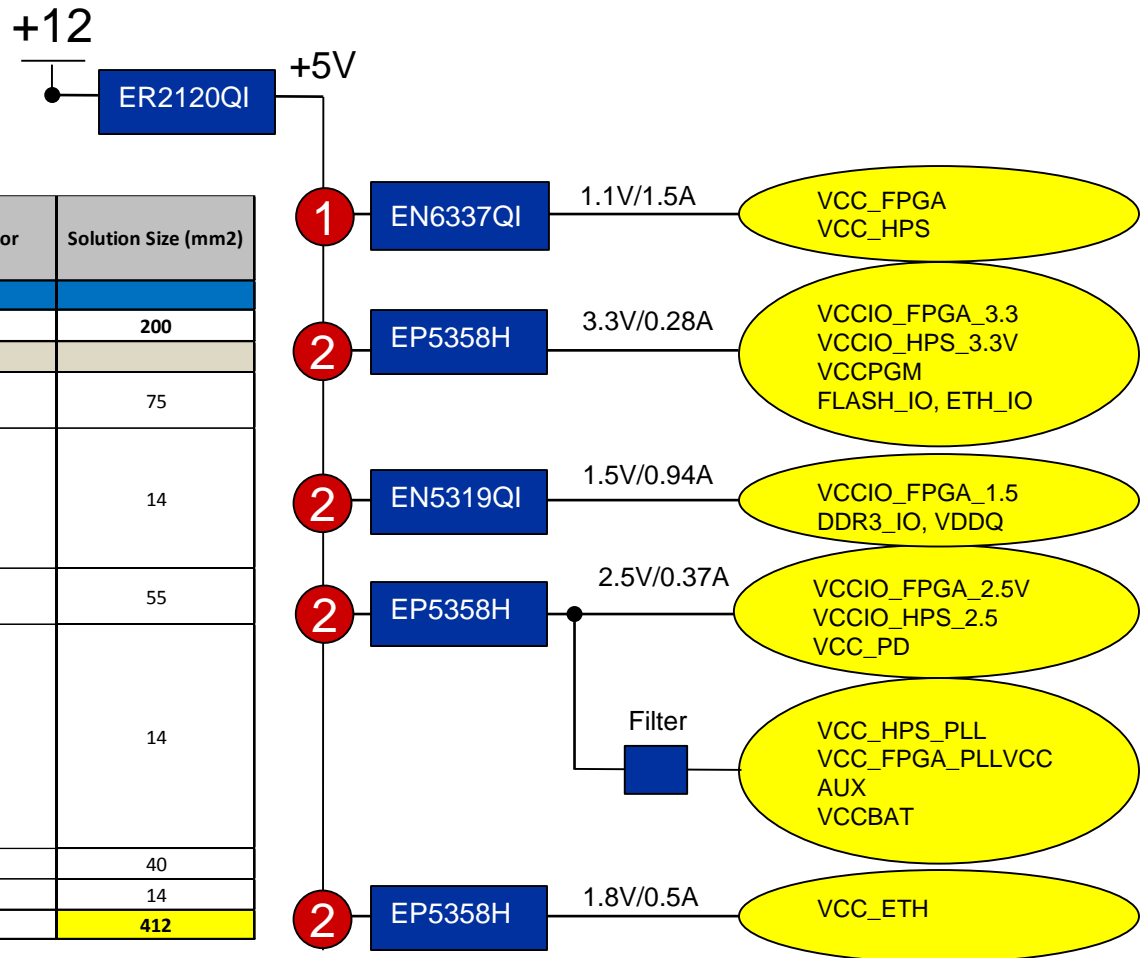 +12
+5V
ER2120QI
or
Solution Size (mm2)
200
75
14
55
14
40
14
412
1
EN6337QI
1.1V/1.5A
VCC_FPGA
VCC_HPS
2
EP5358H
3.3V/0.28A
VCCIO_FPGA_3.3
VCCIO_HPS_3.3V
VCCPGM
FLASH_IO, ETH_IO
2
EN5319QI
1.5V/0.94A
VCCIO_FPGA_1.5
DDR3_IO, VDDQ
2
EP5358H
2.5V/0.37A
VCCIO_FPGA_2.5V
VCCIO_HPS_2.5
VCC_PD
Filter
VCC_HPS_PLL
VCC_FPGA_PLLVCC
AUX
VCCBAT
2
EP5358H
1.8V/0.5A
VCC_ETH